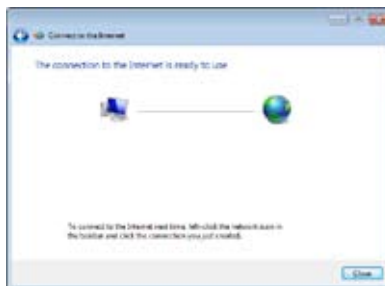 Connect to the Internet
The connection to the Internet is ready to use
To connect to the Internet next time, left-click the network icon in
the taskbar and click the connection you just created.
Close